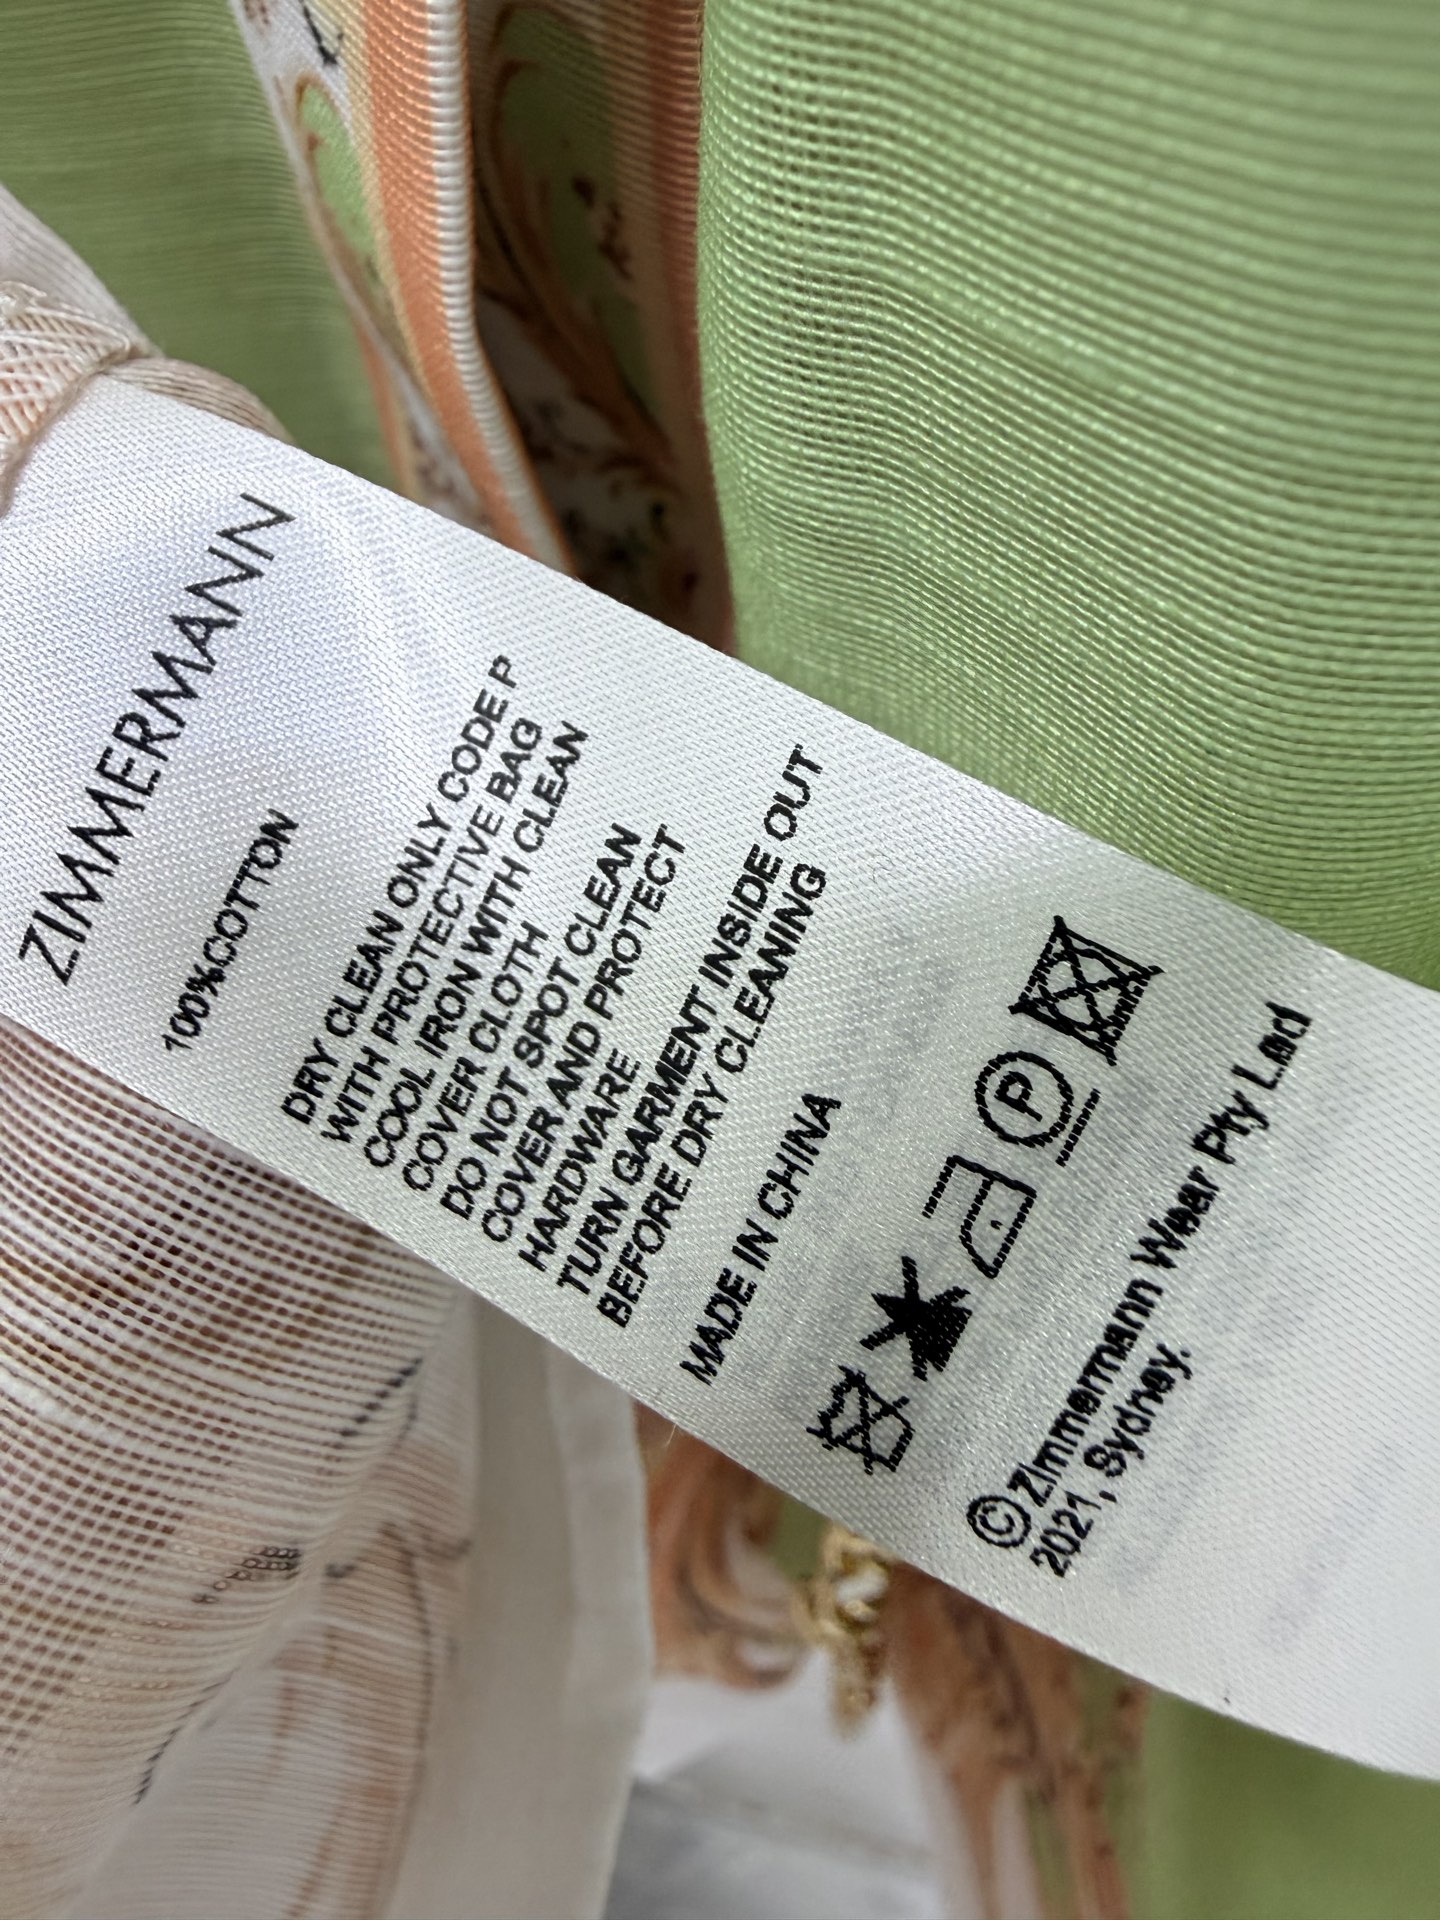 ZIMMERMANN
100%COTTON
DRY CLEAN ONLY CODE P
WITH PROTECTIVE BAG
COOL IRON WITH CLEAN
COVER CLOTH
DO NOT SPOT CLEAN
COVER AND PROTECT
HARDWARE
TURN GARMENT INSIDE OUT
BEFORE DRY CLEANING
MADE IN CHINA
P
©Zimmermann Wear Pty Lad
2021, Sydney.